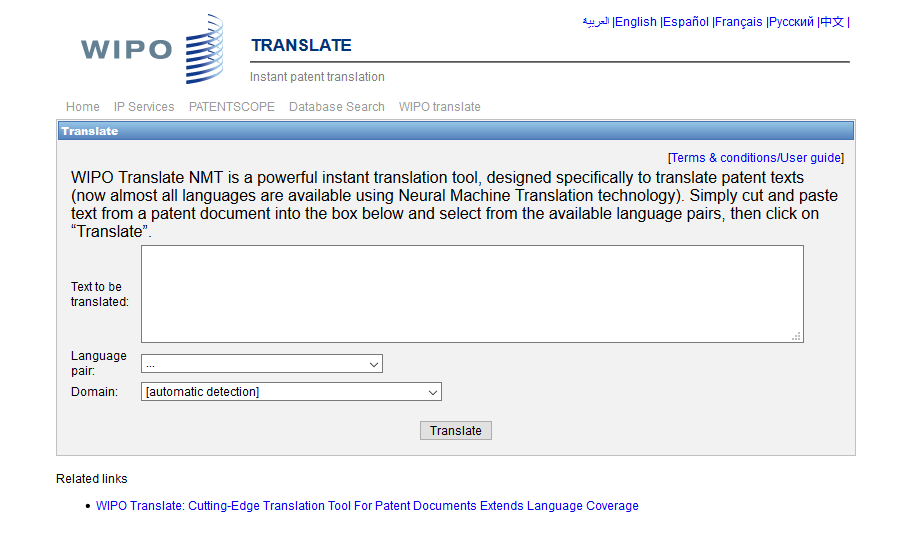 WIPO
TRANSLATE
العربية |English |Español |Français |Русский |中文 |
Instant patent translation
Home IP Services PATENTSCOPE Database Search WIPO translate
Translate
[Terms & conditions/User guide]
WIPO Translate NMT is a powerful instant translation tool, designed specifically to translate patent texts
(now almost all languages are available using Neural Machine Translation technology). Simply cut and paste
text from a patent document into the box below and select from the available language pairs, then click on
“Translate”.
Text to be
translated:
Language
pair:
...
Domain:
[automatic detection]
Translate
Related links
• WIPO Translate: Cutting-Edge Translation Tool For Patent Documents Extends Language Coverage